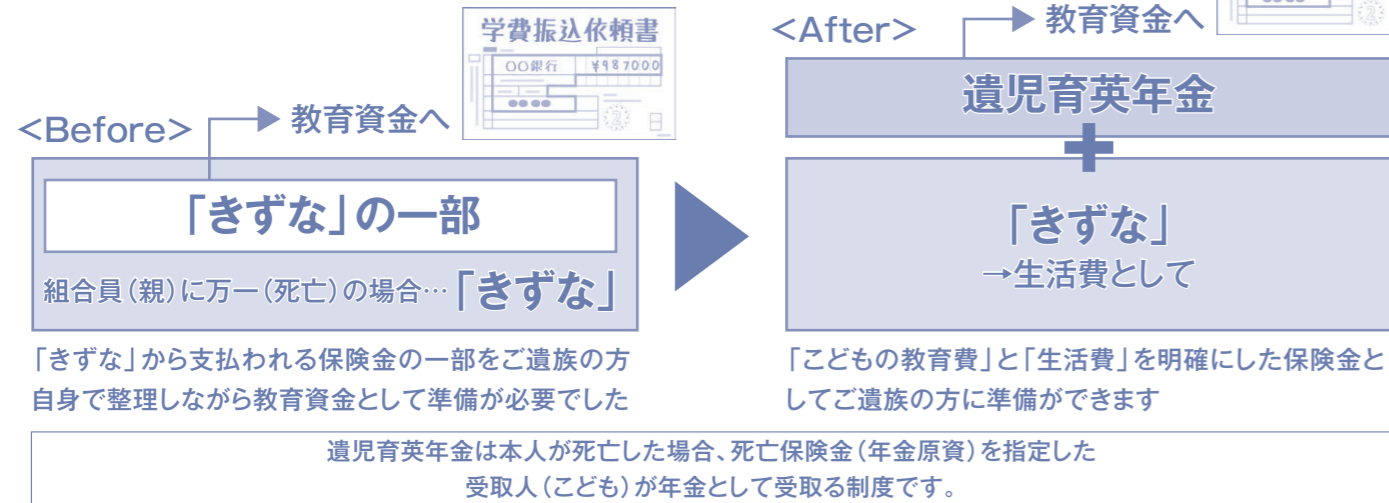 <Before>
教育資金へ
学費振込依頼書
〇〇銀行 ¥987000
「きずな」の一部
組合員(親)に万一(死亡)の場合…「きずな」
「きずな」から支払われる保険金の一部をご遺族の方
自身で整理しながら教育資金として準備が必要でした
<After>
教育資金へ
遺児育英年金
+
「きずな」
→生活費として
「こどもの教育費」と「生活費」を明確にした保険金と
してご遺族の方に準備ができます
遺児育英年金は本人が死亡した場合、死亡保険金(年金原資)を指定した
受取人(こども)が年金として受取る制度です。